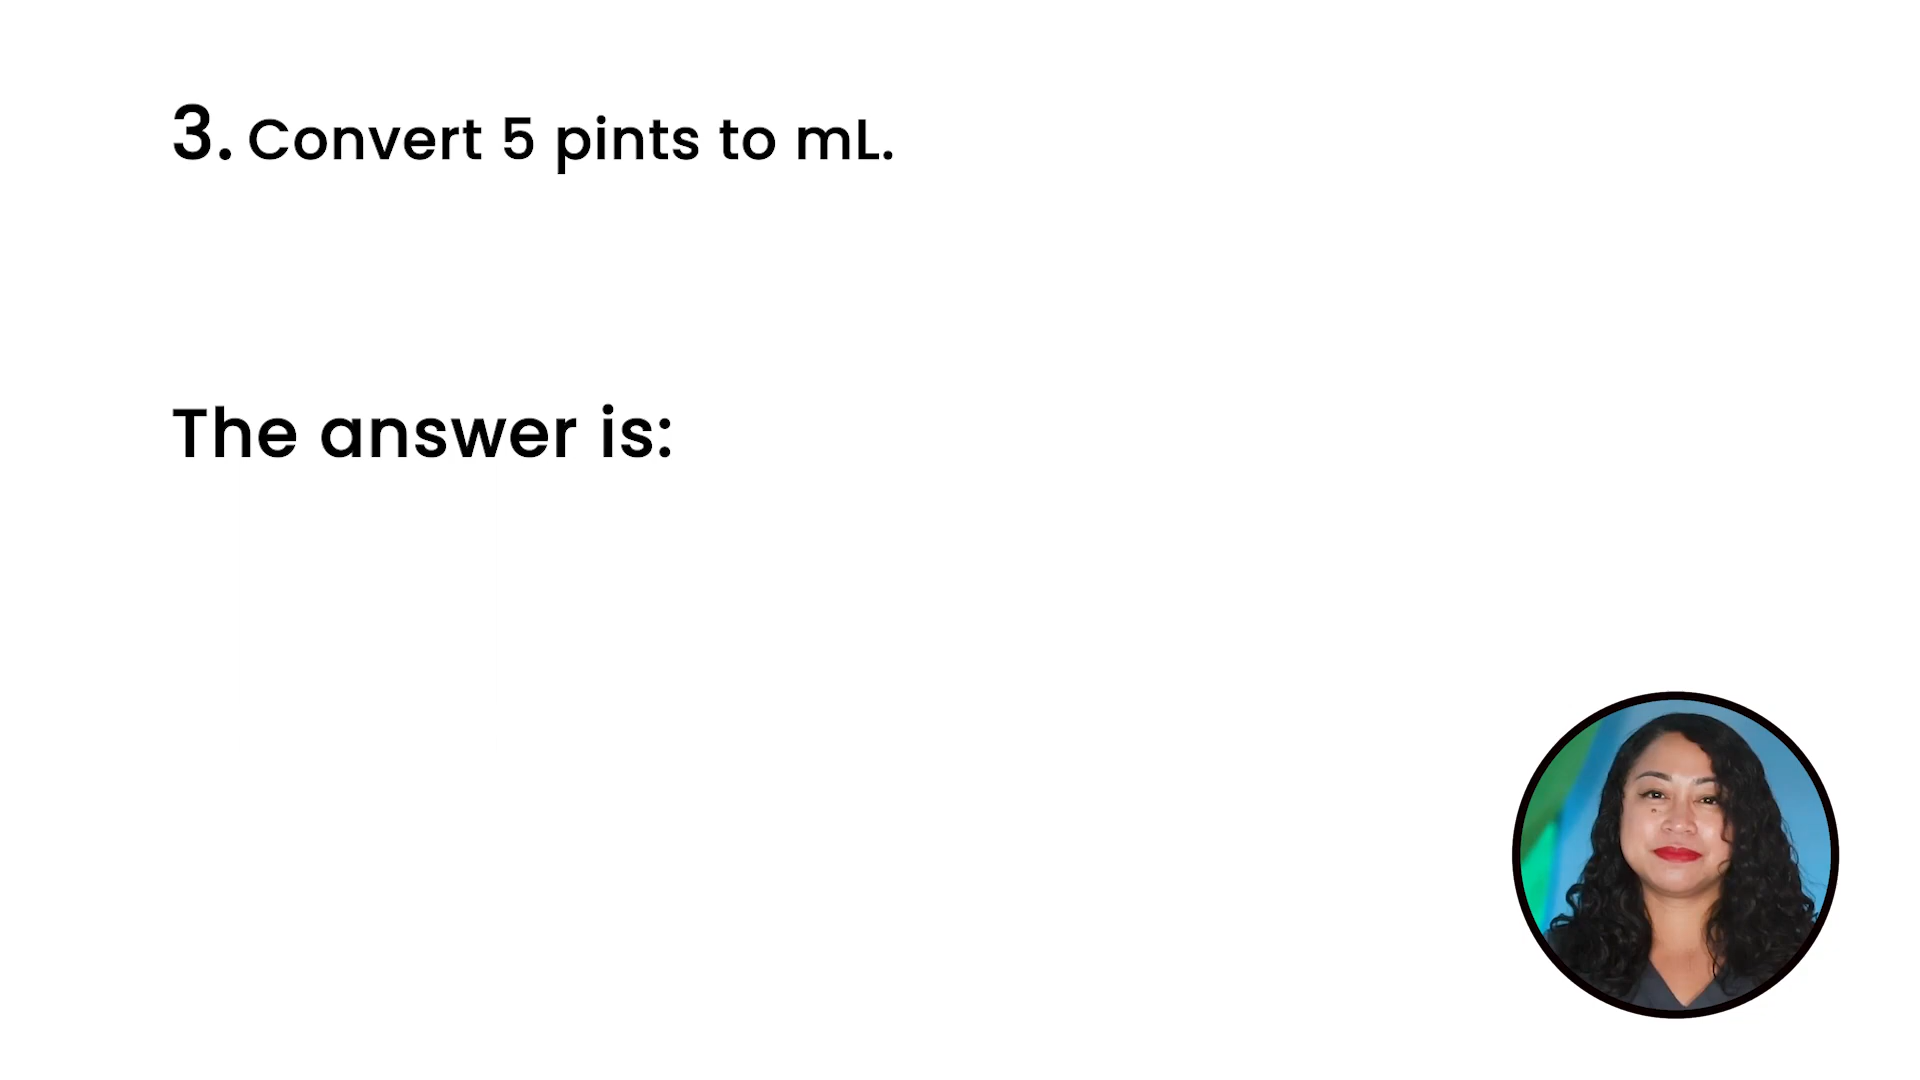 3. Convert 5 pints to mL.
The answer is: